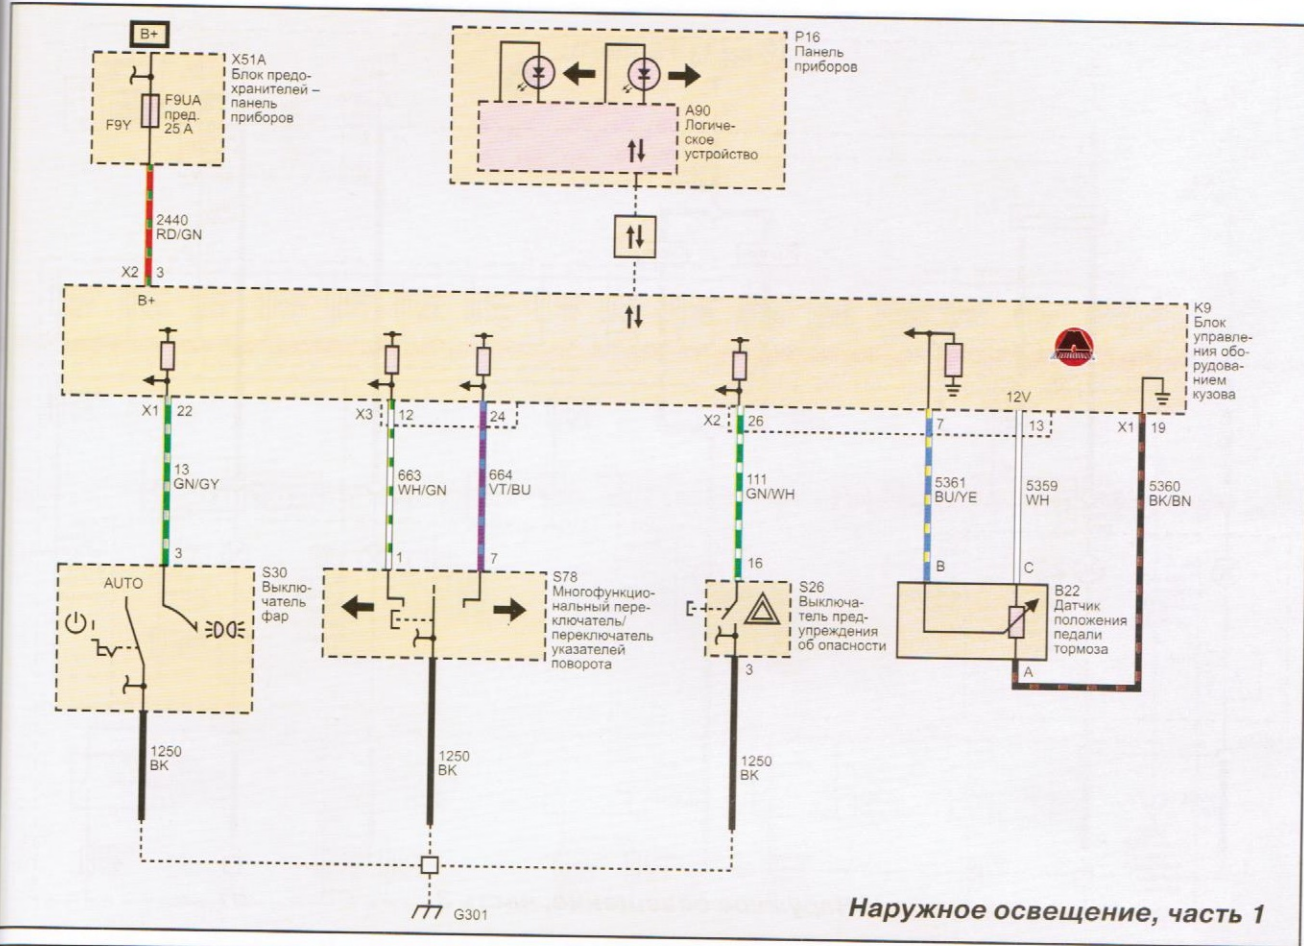 B+
X51A
Блок предо-
хранителей –
панель
приборов
F9UA
пред.
25 А
F9Y
2440
RD/GN
X2 3
B+
P16
Панель
приборов
A90
Логиче-
ское
устройство
K9
Блок
управле-
ния обо-
рудова-
нием
кузова
12V
X1 22
X3 12
24
X2 26
7
13
X1 19
13
GN/GY
663
WH/GN
664
VT/BU
111
GN/WH
5361
BU/YE
5359
WH
5360
BK/BN
3
1
7
16
B
C
AUTO
S30
Выклю-
чатель
фар
S78
Многофункцио-
нальный пере-
ключатель/
переключатель
указателей
поворота
S26
Выключа-
тель пред-
упреждения
об опасности
B22
Датчик
положения
педали
тормоза
3
A
1250
BK
1250
BK
1250
BK
G301
Наружное освещение, часть 1